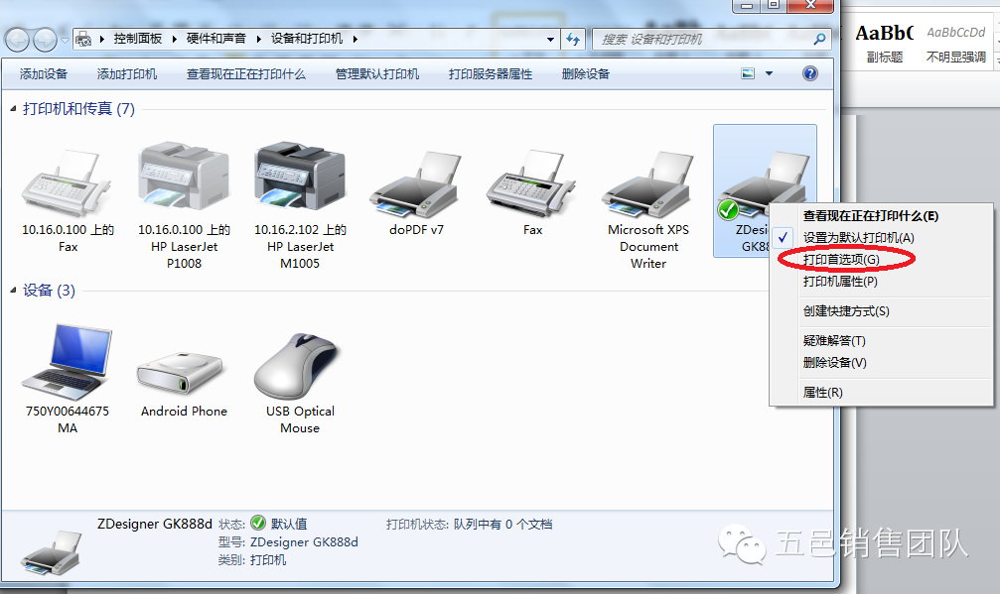 控制面板 ▸ 硬件和声音 ▸ 设备和打印机 ▸
搜索 设备和打印机
AaBbC
AaBbCcDd
副标题
不明显强调
添加设备 添加打印机 查看现在正在打印什么 管理默认打印机 打印服务器属性 删除设备
打印机和传真 (7)
10.16.0.100 上的
Fax
10.16.0.100 上的
HP LaserJet
P1008
10.16.2.102 上的
HP LaserJet
M1005
doPDF v7
Fax
Microsoft XPS
Document
Writer
ZDesi
GK88
查看现在正在打印什么(E)
设置为默认打印机(A)
打印首选项(G)
打印机属性(P)
创建快捷方式(S)
疑难解答(T)
删除设备(V)
属性(R)
设备 (3)
750Y00644675
MA
Android Phone
USB Optical
Mouse
ZDesigner GK888d 状态: 默认值 打印机状态: 队列中有 0 个文档
型号: ZDesigner GK888d
类别: 打印机
五邑销售团队